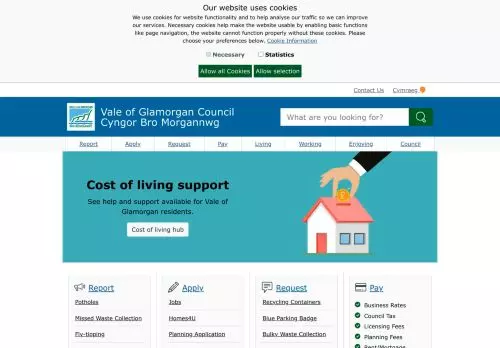 Our website uses cookies
We use cookies for website functionality and to help analyse our traffic so we can improve
our services. Necessary cookies help make the website usable by enabling basic functions
like page navigation, the website cannot function properly without these cookies. Please
choose your preferences below. Cookie Information
Necessary Statistics
Allow all Cookies Allow selection
Contact Us Cymraeg
Vale of Glamorgan Council
Cyngor Bro Morgannwg
What are you looking for?
Report Apply Request Pay Living Working Enjoying Council
Cost of living support
See help and support available for Vale of
Glamorgan residents.
Cost of living hub
Report
Potholes
Missed Waste Collection
Fly-tipping
Apply
Jobs
Homes4U
Planning Application
Request
Recycling Containers
Blue Parking Badge
Bulky Waste Collection
Pay
Business Rates
Council Tax
Licensing Fees
Planning Fees
Rent/Mortgage